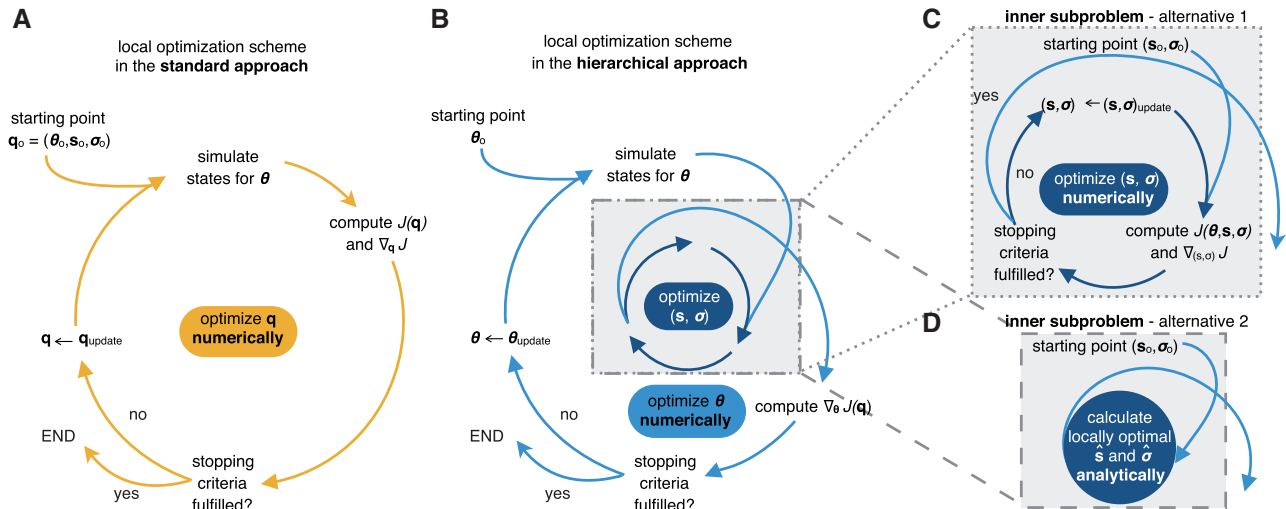 A
local optimization scheme
in the standard approach
starting point
q₀ = (θ₀,s₀,σ₀)
simulate
states for θ
compute J(q)
and ∇q J
optimize q
numerically
q ← qupdate
no
END
yes
stopping
criteria
fulfilled?
B
local optimization scheme
in the hierarchical approach
starting point
θ₀
simulate
states for θ
optimize
(s, σ)
θ ← θupdate
optimize θ
numerically
compute ∇θ J(q)
no
END
yes
stopping
criteria
fulfilled?
C
inner subproblem - alternative 1
starting point (s₀,σ₀)
yes
(s,σ) ← (s,σ)update
no
optimize (s, σ)
numerically
stopping
criteria
fulfilled?
compute J(θ,s,σ)
and ∇(s,σ) J
D
inner subproblem - alternative 2
starting point (s₀,σ₀)
calculate
locally optimal
ŝ and σ̂
analytically